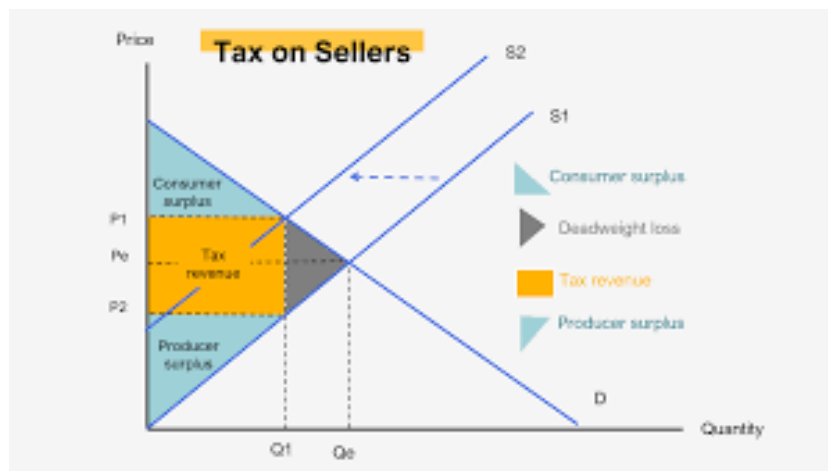 Price
Tax on Sellers
S2
S1
Consumer
surplus
Consumer surplus
P1
Deadweight loss
Pe
Tax
revenue
Tax revenue
P2
Producer surplus
Producer
surplus
D
Quantity
Q1
Qe